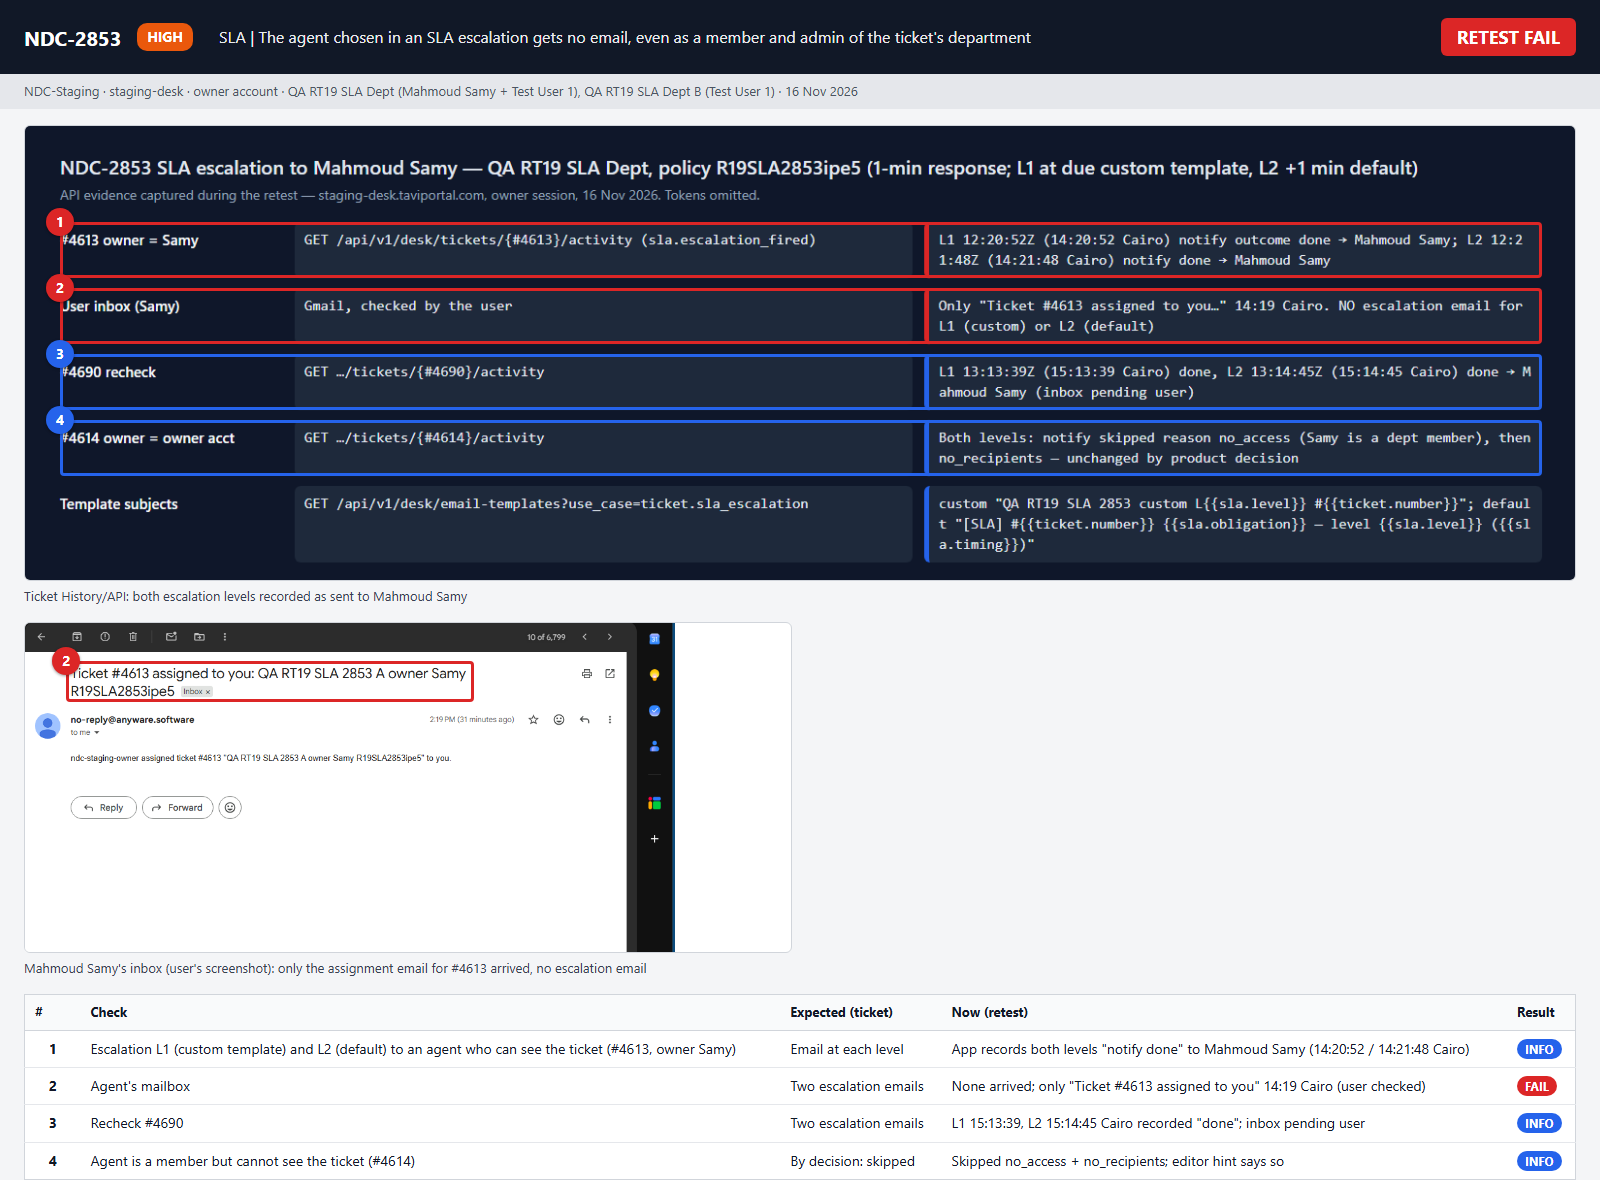 NDC-2853 HIGH SLA | The agent chosen in an SLA escalation gets no email, even as a member and admin of the ticket's department RETEST FAIL
NDC-Staging · staging-desk · owner account · QA RT19 SLA Dept (Mahmoud Samy + Test User 1), QA RT19 SLA Dept B (Test User 1) · 16 Nov 2026
NDC-2853 SLA escalation to Mahmoud Samy — QA RT19 SLA Dept, policy R19SLA2853ipe5 (1-min response; L1 at due custom template, L2 +1 min default)
API evidence captured during the retest — staging-desk.taviportal.com, owner session, 16 Nov 2026. Tokens omitted.
1
#4613 owner = Samy GET /api/v1/desk/tickets/{#4613}/activity (sla.escalation_fired) L1 12:20:52Z (14:20:52 Cairo) notify outcome done → Mahmoud Samy; L2 12:2
1:48Z (14:21:48 Cairo) notify done → Mahmoud Samy
2
User inbox (Samy) Gmail, checked by the user Only "Ticket #4613 assigned to you…" 14:19 Cairo. NO escalation email for
L1 (custom) or L2 (default)
3
#4690 recheck GET …/tickets/{#4690}/activity L1 13:13:39Z (15:13:39 Cairo) done, L2 13:14:45Z (15:14:45 Cairo) done → M
ahmoud Samy (inbox pending user)
4
#4614 owner = owner acct GET …/tickets/{#4614}/activity Both levels: notify skipped reason no_access (Samy is a dept member), then
no_recipients — unchanged by product decision
Template subjects GET /api/v1/desk/email-templates?use_case=ticket.sla_escalation custom "QA RT19 SLA 2853 custom L{{sla.level}} #{{ticket.number}}"; defaul
t "[SLA] #{{ticket.number}} {{sla.obligation}} — level {{sla.level}} ({{sl
a.timing}})"
Ticket History/API: both escalation levels recorded as sent to Mahmoud Samy
10 of 6,799
2
Ticket #4613 assigned to you: QA RT19 SLA 2853 A owner Samy
R19SLA2853ipe5 Inbox ×
no-reply@anyware.software 2:19 PM (31 minutes ago)
to me
ndc-staging-owner assigned ticket #4613 "QA RT19 SLA 2853 A owner Samy R19SLA2853ipe5" to you.
Reply Forward
Mahmoud Samy's inbox (user's screenshot): only the assignment email for #4613 arrived, no escalation email
# Check Expected (ticket) Now (retest) Result
1 Escalation L1 (custom template) and L2 (default) to an agent who can see the ticket (#4613, owner Samy) Email at each level App records both levels "notify done" to Mahmoud Samy (14:20:52 / 14:21:48 Cairo) INFO
2 Agent's mailbox Two escalation emails None arrived; only "Ticket #4613 assigned to you" 14:19 Cairo (user checked) FAIL
3 Recheck #4690 Two escalation emails L1 15:13:39, L2 15:14:45 Cairo recorded "done"; inbox pending user INFO
4 Agent is a member but cannot see the ticket (#4614) By decision: skipped Skipped no_access + no_recipients; editor hint says so INFO